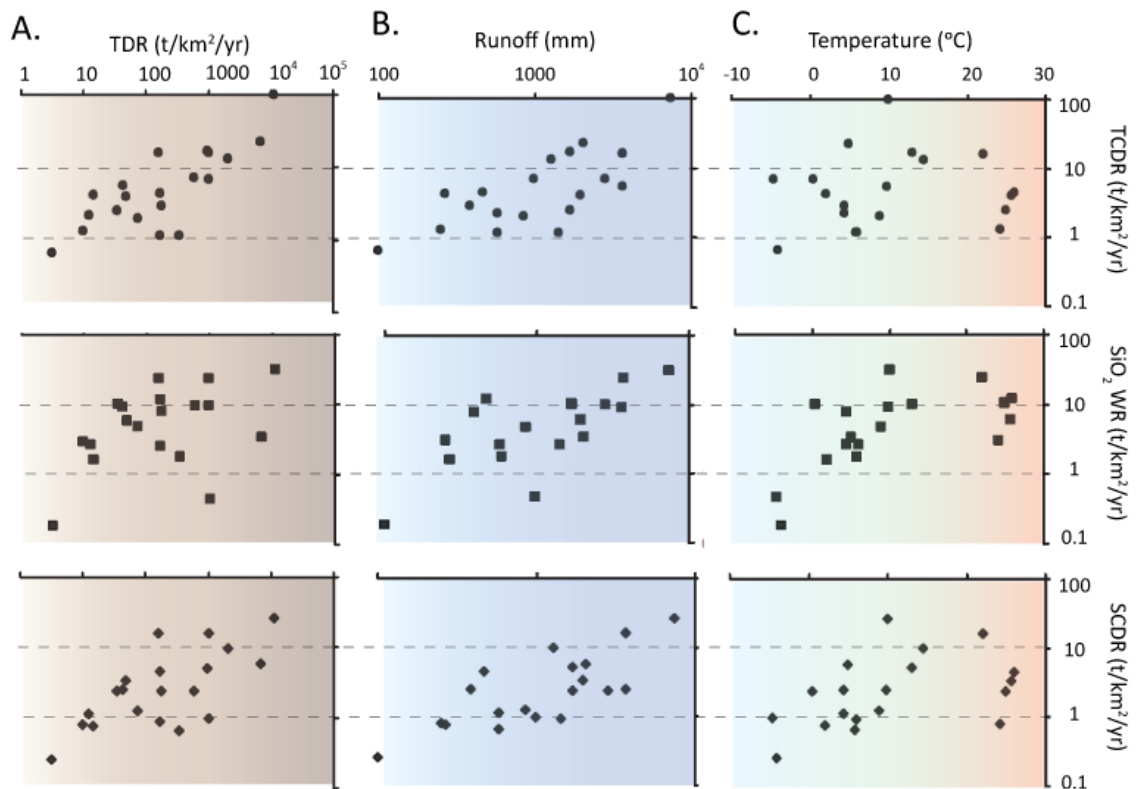 A. B. C.
TDR (t/km²/yr) Runoff (mm) Temperature (°C)
1 10 100 1000 10⁴ 10⁵ 100 1000 10⁴ -10 0 10 20 30
100
10
1
0.1
TCDR (t/km²/yr)
100
10
1
0.1
SiO₂ WR (t/km²/yr)
100
10
1
0.1
SCDR (t/km²/yr)